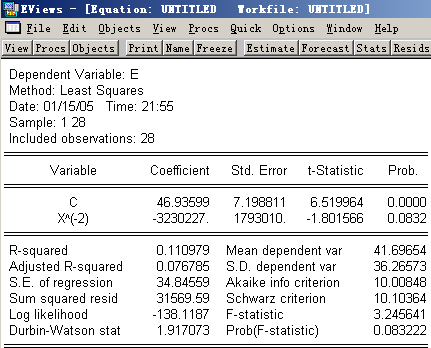 EViews - [Equation: UNTITLED Workfile: UNTITLED]
File Edit Objects View Procs Quick Options Window Help
View Procs Objects Print Name Freeze Estimate Forecast Stats Resids
Dependent Variable: E
Method: Least Squares
Date: 01/15/05 Time: 21:55
Sample: 1 28
Included observations: 28
Variable Coefficient Std. Error t-Statistic Prob.
C 46.93599 7.198811 6.519964 0.0000
X^(-2) -3230227. 1793010. -1.801566 0.0832
R-squared 0.110979 Mean dependent var 41.69654
Adjusted R-squared 0.076785 S.D. dependent var 36.26573
S.E. of regression 34.84559 Akaike info criterion 10.00848
Sum squared resid 31569.59 Schwarz criterion 10.10364
Log likelihood -138.1187 F-statistic 3.245641
Durbin-Watson stat 1.917073 Prob(F-statistic) 0.083222